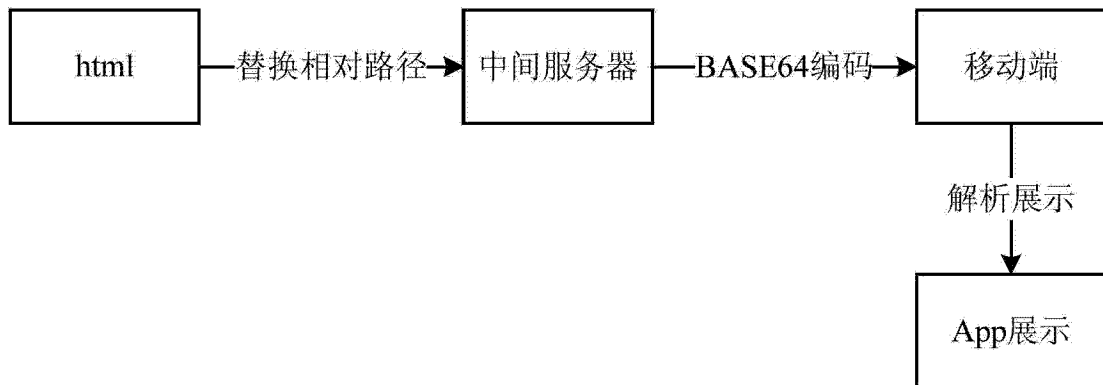 html
替换相对路径
中间服务器
BASE64编码
移动端
解析展示
App展示